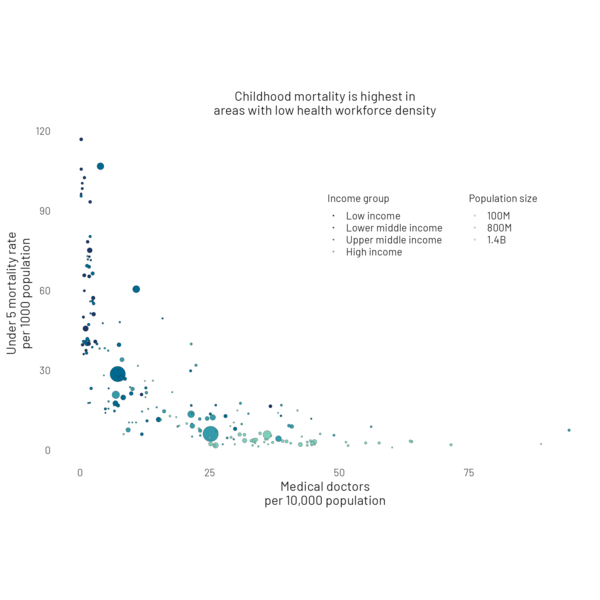 Childhood mortality is highest in
areas with low health workforce density
120
90
60
30
0
Under 5 mortality rate
per 1000 population
Income group
Low income
Lower middle income
Upper middle income
High income
Population size
100M
800M
1.4B
0
25
50
75
Medical doctors
per 10,000 population